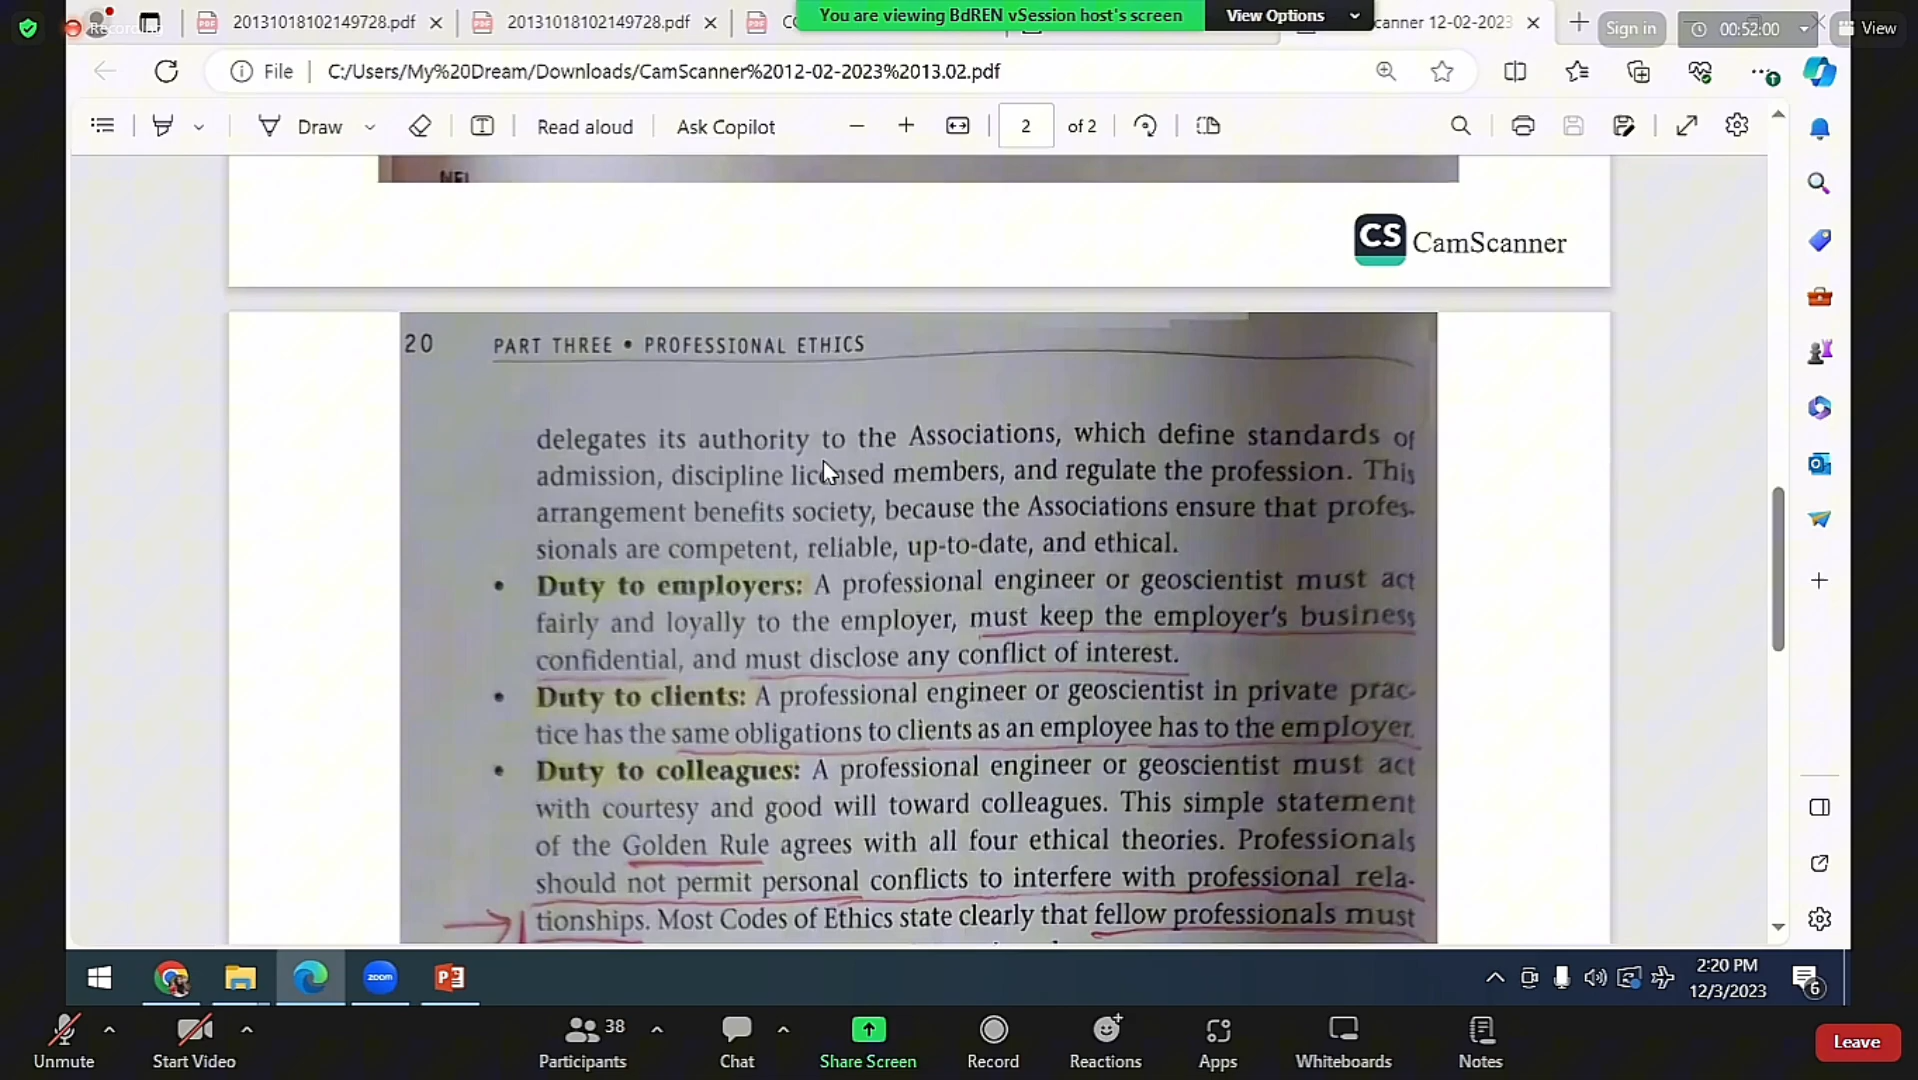 Recording
20131018102149728.pdf
20131018102149728.pdf
You are viewing BdREN vSession host's screen
View Options
canner 12-02-2023
Sign in
00:52:00
View
File
C:/Users/My%20Dream/Downloads/CamScanner%2012-02-2023%2013.02.pdf
Draw
Read aloud
Ask Copilot
2
of 2
CS CamScanner
20 PART THREE • PROFESSIONAL ETHICS
delegates its authority to the Associations, which define standards of
admission, discipline licensed members, and regulate the profession. This
arrangement benefits society, because the Associations ensure that profes-
sionals are competent, reliable, up-to-date, and ethical.
• Duty to employers: A professional engineer or geoscientist must act
fairly and loyally to the employer, must keep the employer's business
confidential, and must disclose any conflict of interest.
• Duty to clients: A professional engineer or geoscientist in private prac-
tice has the same obligations to clients as an employee has to the employer.
• Duty to colleagues: A professional engineer or geoscientist must act
with courtesy and good will toward colleagues. This simple statement
of the Golden Rule agrees with all four ethical theories. Professionals
should not permit personal conflicts to interfere with professional rela-
tionships. Most Codes of Ethics state clearly that fellow professionals must
zoom
2:20 PM
12/3/2023
6
Unmute
Start Video
38
Participants
Chat
Share Screen
Record
Reactions
Apps
Whiteboards
Notes
Leave